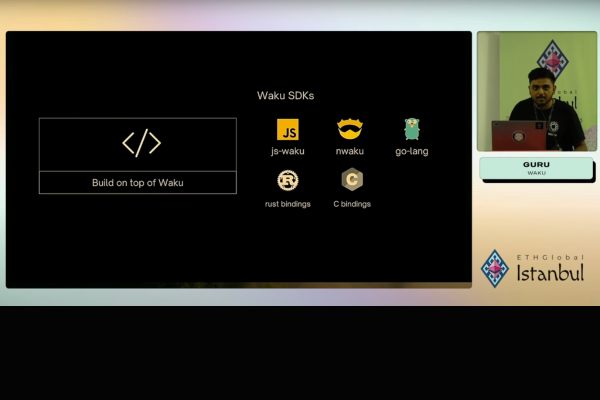 Waku SDKs
</>
Build on top of Waku
JS
js-waku
nwaku
go-lang
R
C
rust bindings
C bindings
Istanbul
GURU
WAKU
ETHGlobal
Istanbul